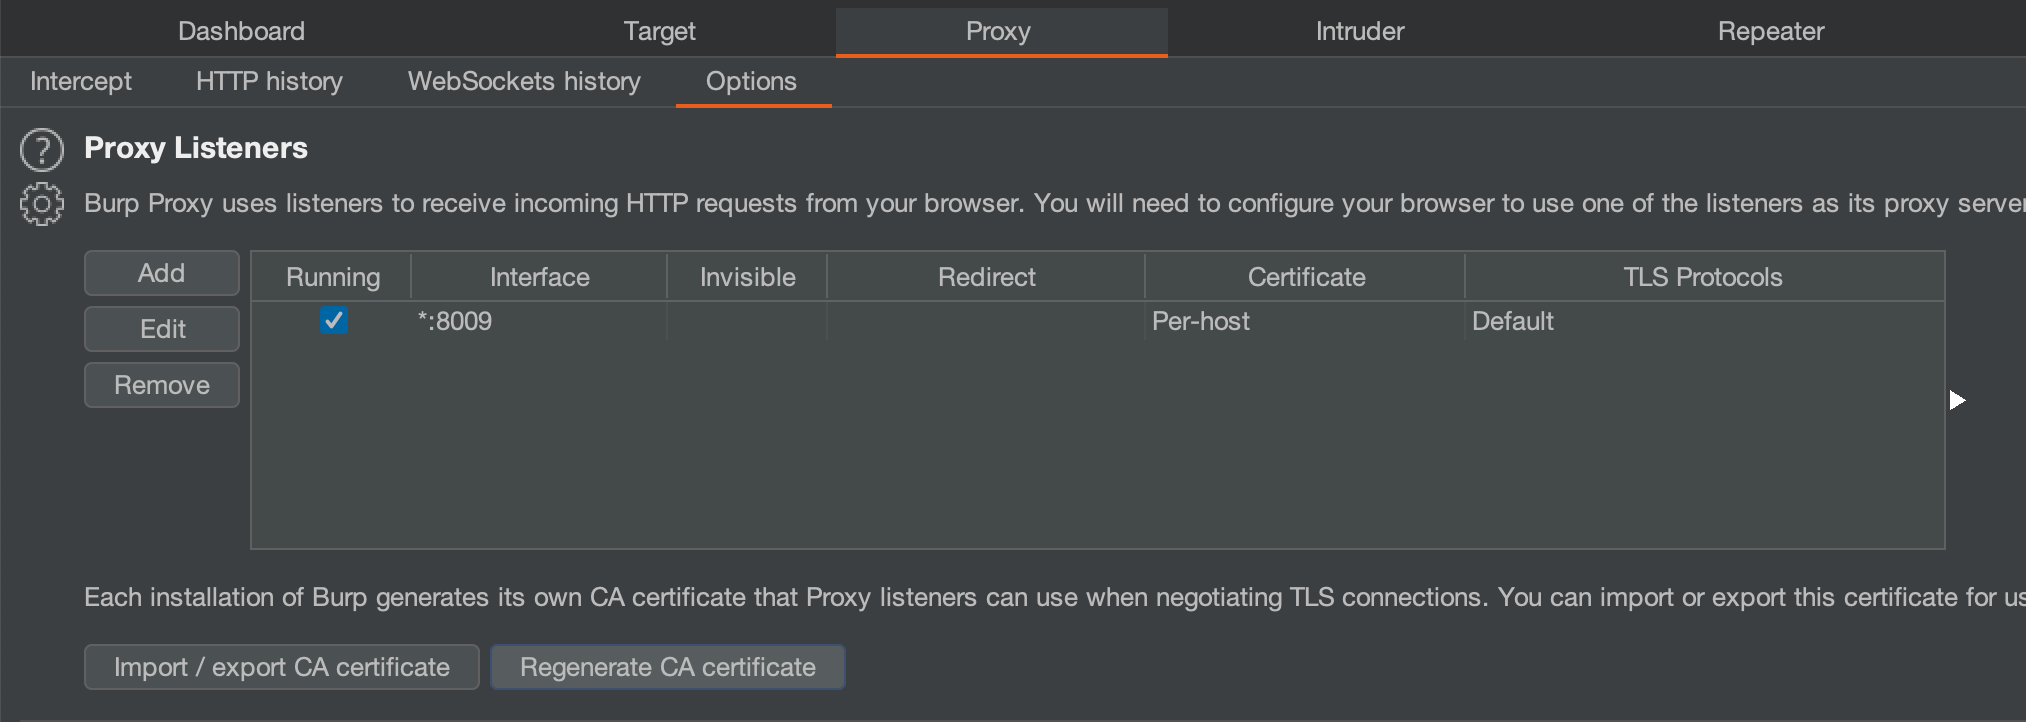 Dashboard Target Proxy Intruder Repeater
Intercept HTTP history WebSockets history Options
? Proxy Listeners
Burp Proxy uses listeners to receive incoming HTTP requests from your browser. You will need to configure your browser to use one of the listeners as its proxy server
Add
Edit
Remove
Running Interface Invisible Redirect Certificate TLS Protocols
*:8009 Per-host Default
Each installation of Burp generates its own CA certificate that Proxy listeners can use when negotiating TLS connections. You can import or export this certificate for us
Import / export CA certificate Regenerate CA certificate